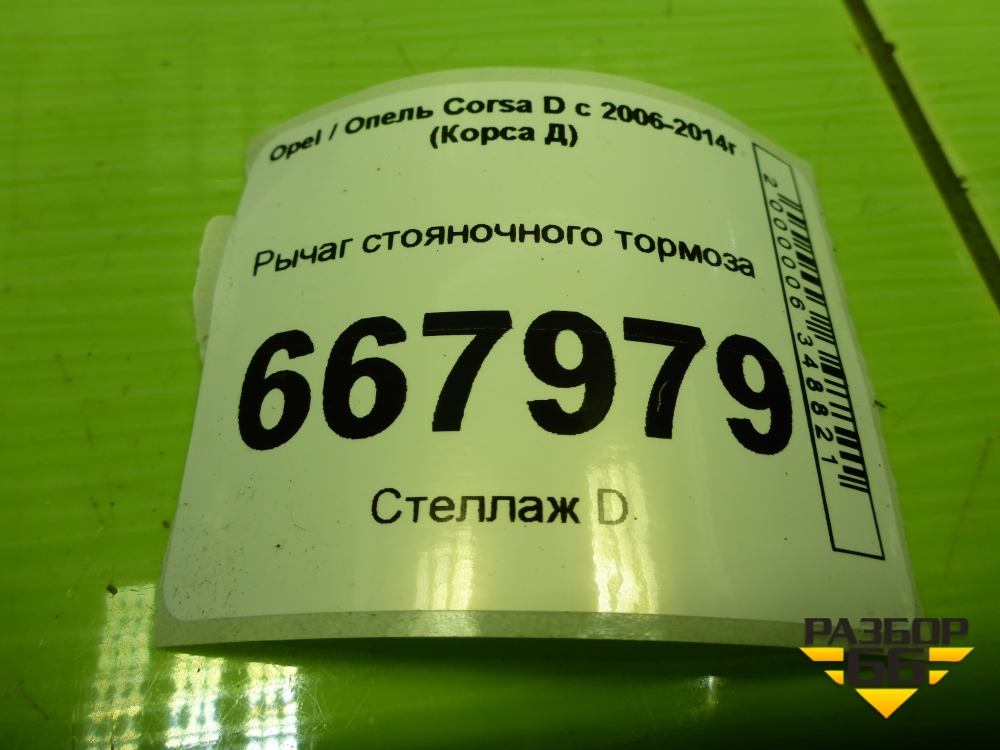 Opel / Опель Corsa D с 2006-2014г
(Корса Д)
Рычаг стояночного тормоза
667979
Стеллаж D
2000006348821
РАЗБОР
66